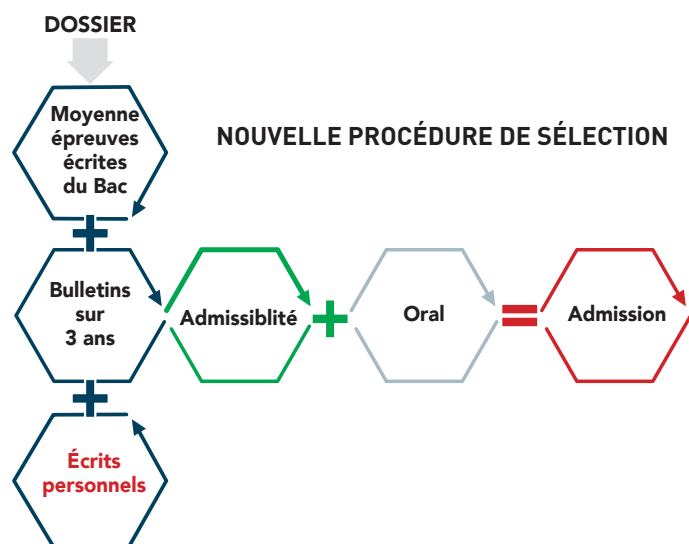 DOSSIER
Moyenne
épreuves
écrites
du Bac
NOUVELLE PROCÉDURE DE SÉLECTION
+
Bulletins
sur
3 ans
Admissiblité
+
Oral
=
Admission
+
Écrits
personnels